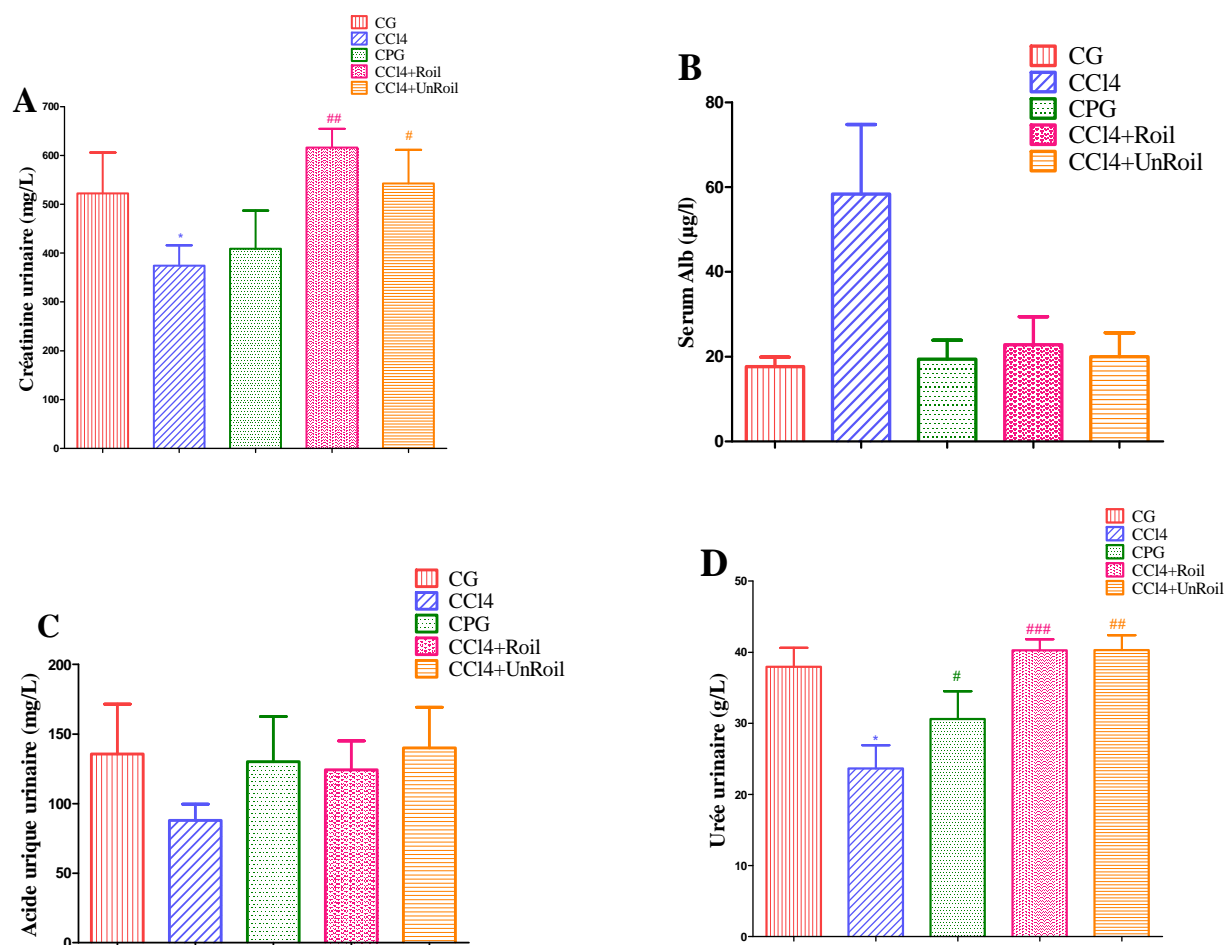 CG
CCl4
CPG
CCl4+Roil
CCl4+UnRoil
A
Créatinine urinaire (mg/L)
700
600
500
400
300
200
100
0
*
##
#
B
CG
CCl4
CPG
CCl4+Roil
CCl4+UnRoil
Serum Alb (µg/l)
80
60
40
20
0
C
CG
CCl4
CPG
CCl4+Roil
CCl4+UnRoil
Acide urique urinaire (mg/L)
200
150
100
50
0
D
CG
CCl4
CPG
CCl4+Roil
CCl4+UnRoil
Urée urinaire (g/L)
50
40
30
20
10
0
*
#
###
##